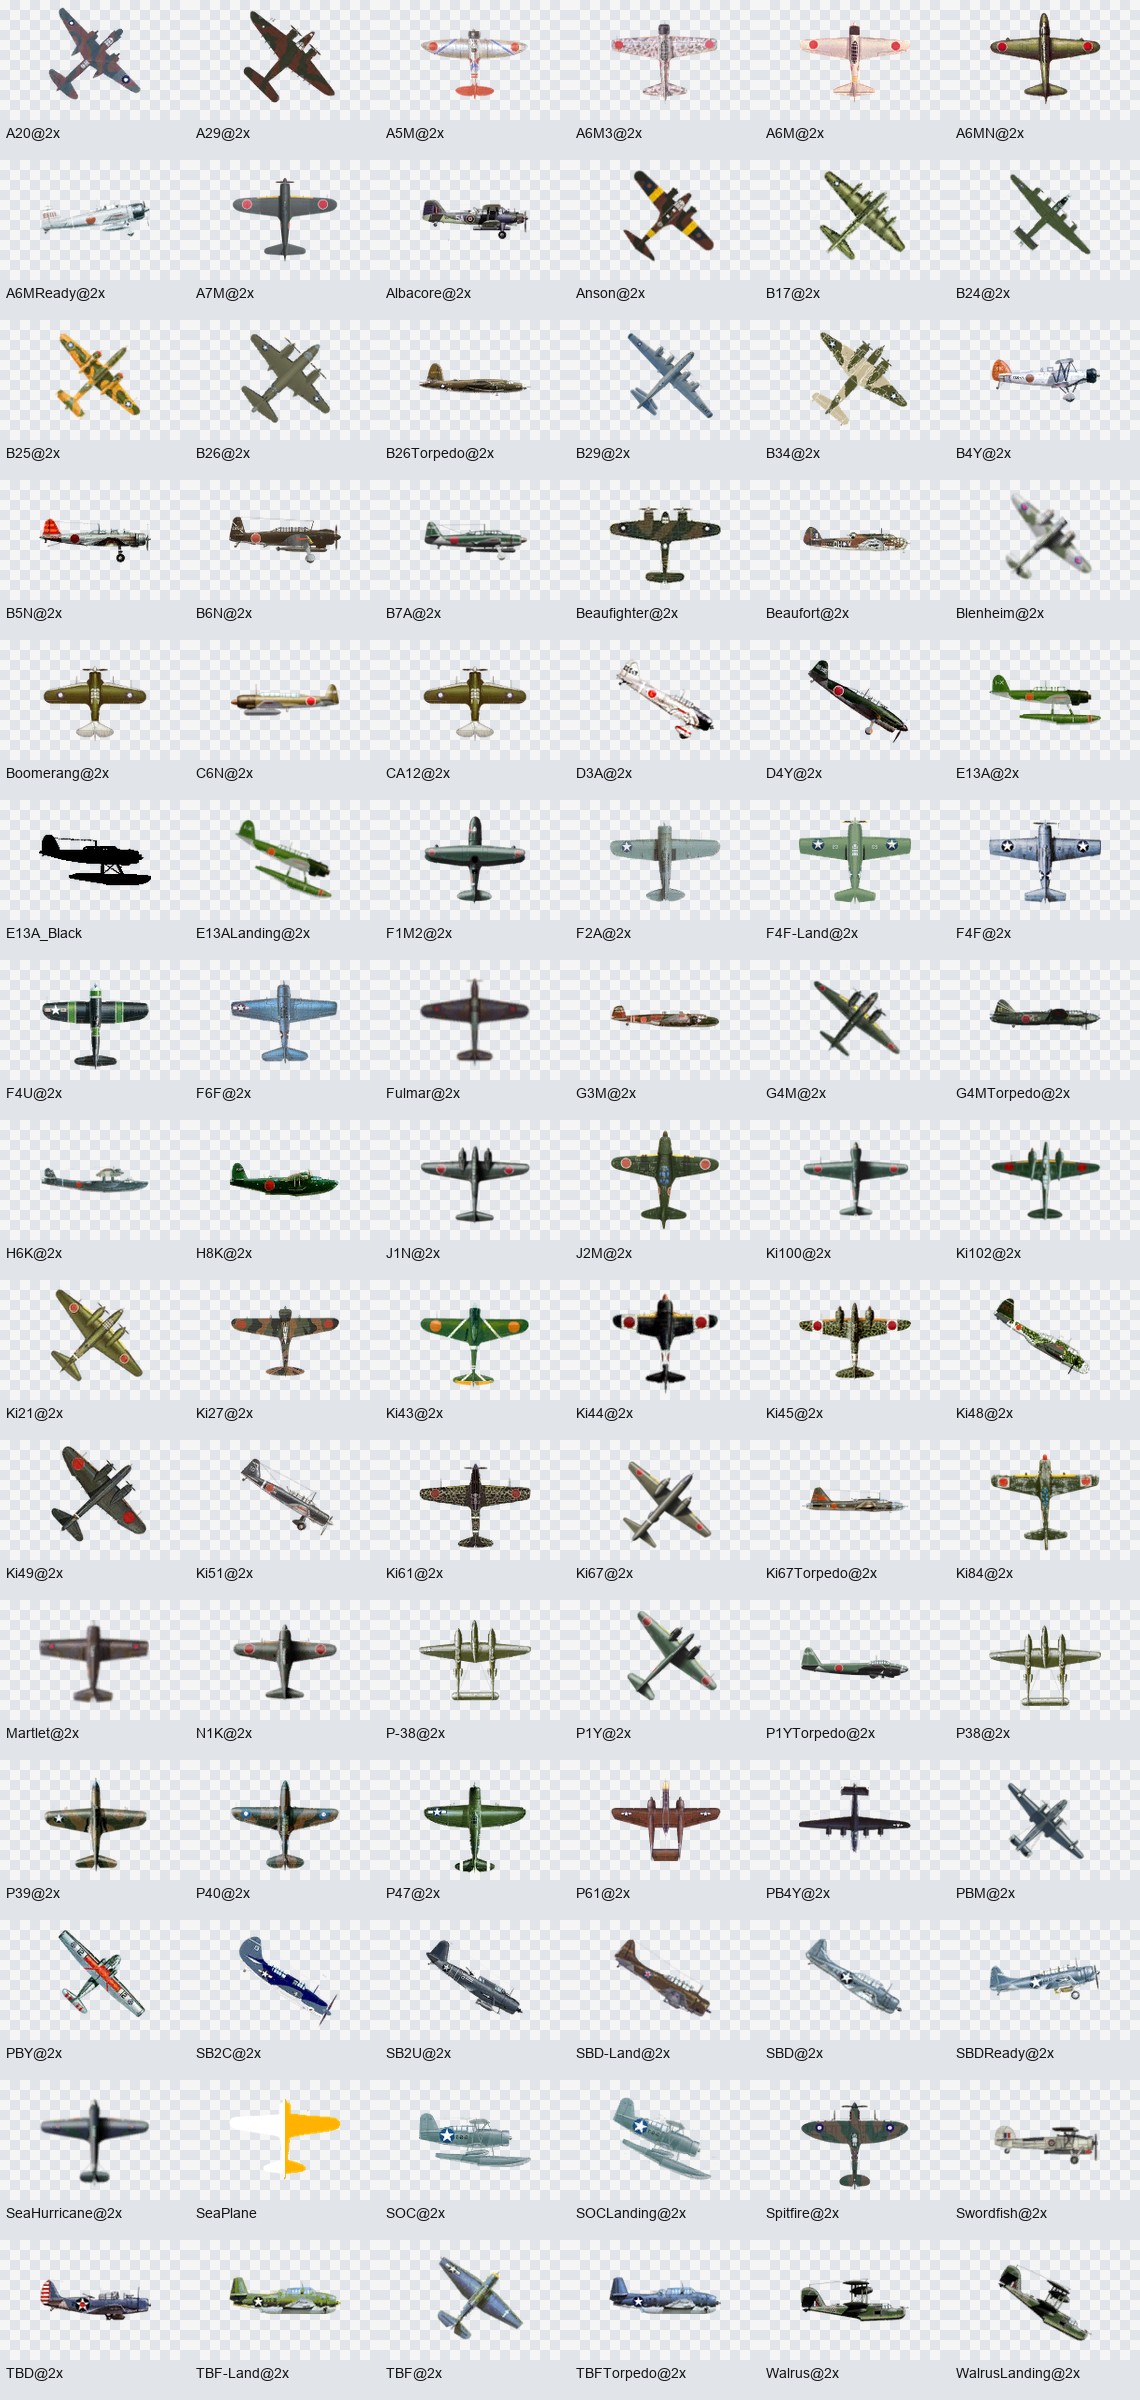 A20@2x A29@2x A5M@2x A6M3@2x A6M@2x A6MN@2x
A6MReady@2x A7M@2x Albacore@2x Anson@2x B17@2x B24@2x
B25@2x B26@2x B26Torpedo@2x B29@2x B34@2x B4Y@2x
B5N@2x B6N@2x B7A@2x Beaufighter@2x Beaufort@2x Blenheim@2x
Boomerang@2x C6N@2x CA12@2x D3A@2x D4Y@2x E13A@2x
E13A_Black E13ALanding@2x F1M2@2x F2A@2x F4F-Land@2x F4F@2x
F4U@2x F6F@2x Fulmar@2x G3M@2x G4M@2x G4MTorpedo@2x
H6K@2x H8K@2x J1N@2x J2M@2x Ki100@2x Ki102@2x
Ki21@2x Ki27@2x Ki43@2x Ki44@2x Ki45@2x Ki48@2x
Ki49@2x Ki51@2x Ki61@2x Ki67@2x Ki67Torpedo@2x Ki84@2x
Martlet@2x N1K@2x P-38@2x P1Y@2x P1YTorpedo@2x P38@2x
P39@2x P40@2x P47@2x P61@2x PB4Y@2x PBM@2x
PBY@2x SB2C@2x SB2U@2x SBD-Land@2x SBD@2x SBDReady@2x
SeaHurricane@2x SeaPlane SOC@2x SOCLanding@2x Spitfire@2x Swordfish@2x
TBD@2x TBF-Land@2x TBF@2x TBFTorpedo@2x Walrus@2x WalrusLanding@2x